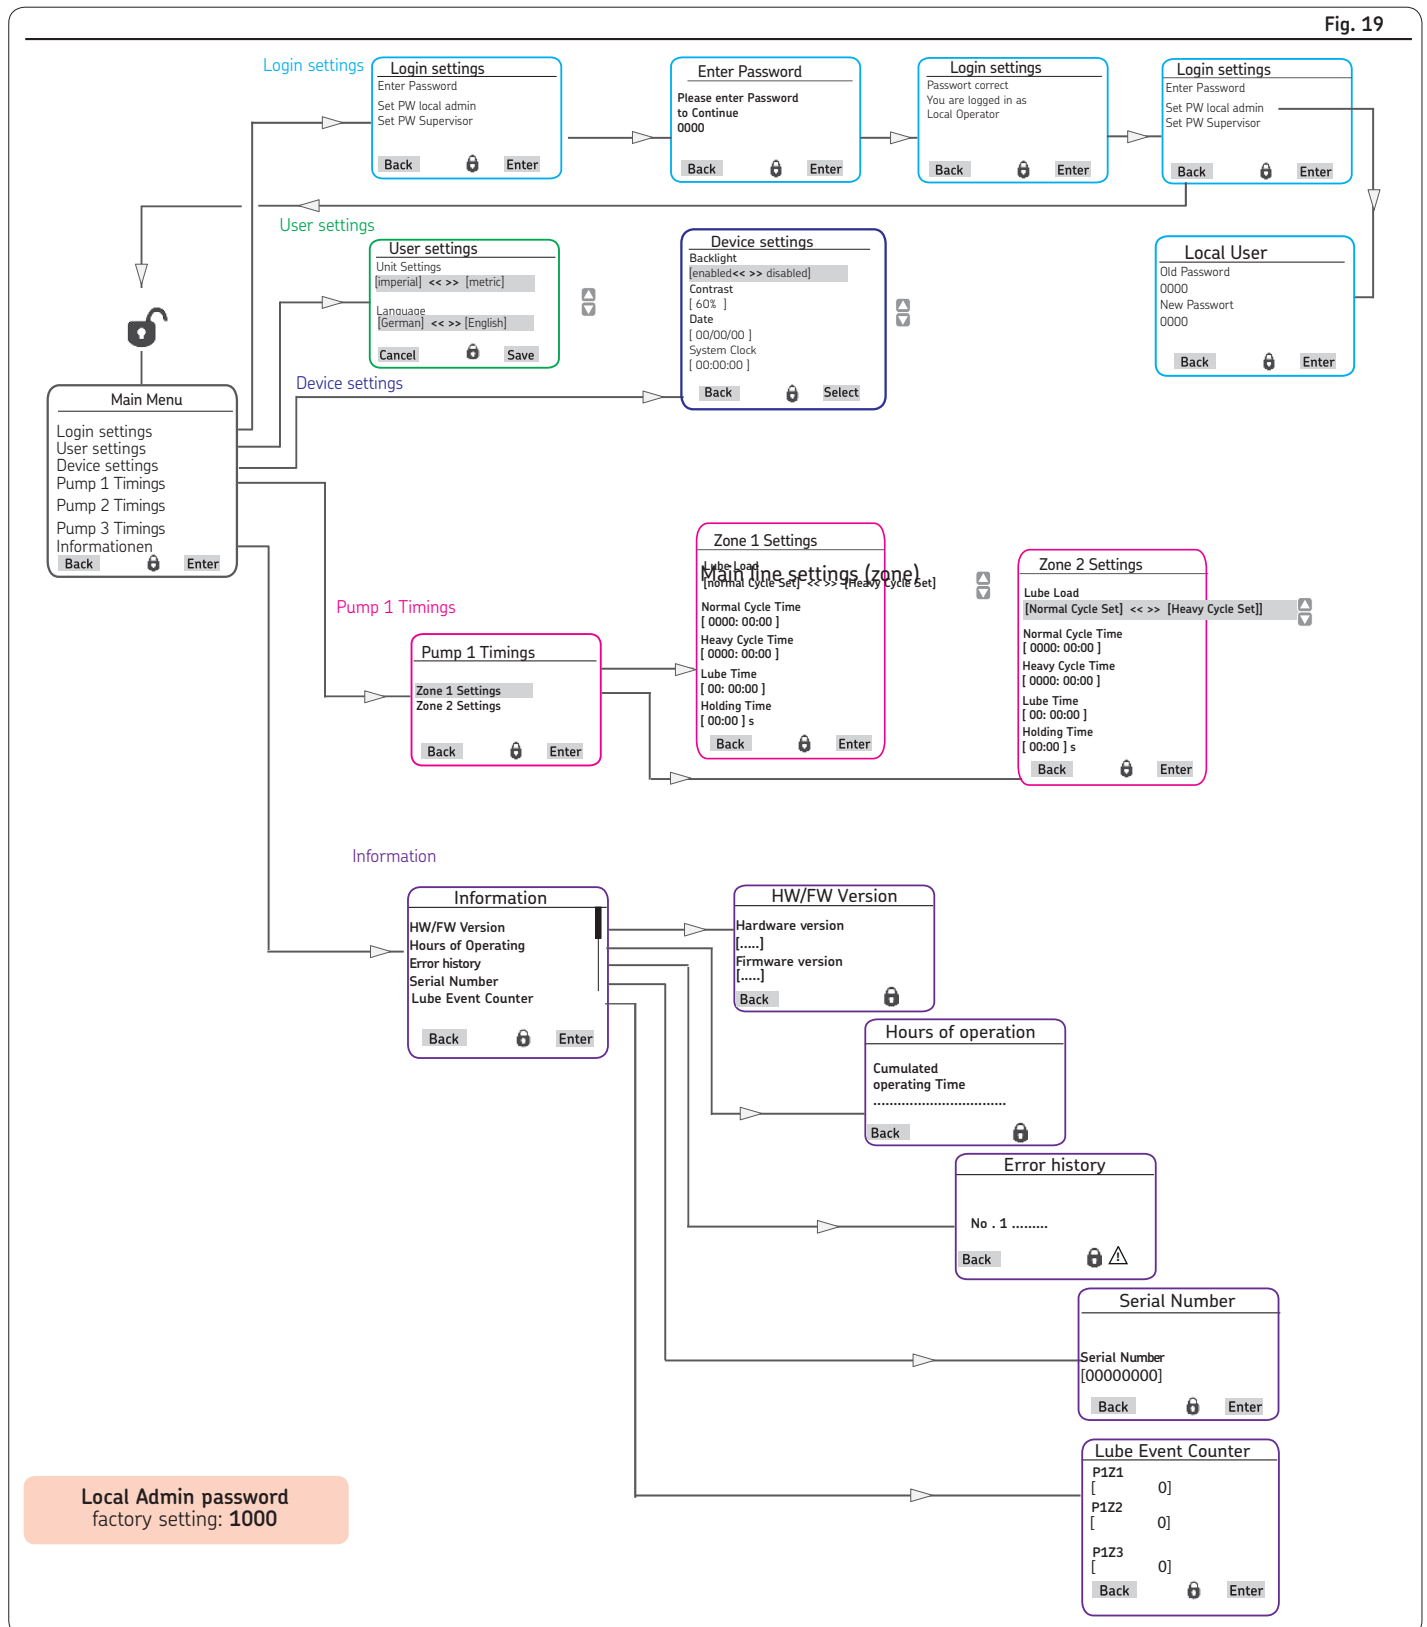 Fig. 19
Login settings
Login settings
Enter Password
Set PW local admin
Set PW Supervisor
Back Enter
Enter Password
Please enter Password
to Continue
0000
Back Enter
Login settings
Passwort correct
You are logged in as
Local Operator
Back Enter
Login settings
Enter Password
Set PW local admin
Set PW Supervisor
Back Enter
Local User
Old Password
0000
New Passwort
0000
Back Enter
User settings
User settings
Unit Settings
[imperial] << >> [metric]
Language
[German] << >> [English]
Cancel Save
Device settings
Device settings
Backlight
[enabled<< >> disabled]
Contrast
[ 60% ]
Date
[ 00/00/00 ]
System Clock
[ 00:00:00 ]
Back Select
Main Menu
Login settings
User settings
Device settings
Pump 1 Timings
Pump 2 Timings
Pump 3 Timings
Informationen
Back Enter
Pump 1 Timings
Pump 1 Timings
Zone 1 Settings
Zone 2 Settings
Back Enter
Zone 1 Settings
Lube Load
Main line settings (zone)
[normal Cycle Set] << >> [Heavy Cycle Set]
Normal Cycle Time
[ 0000: 00:00 ]
Heavy Cycle Time
[ 0000: 00:00 ]
Lube Time
[ 00: 00:00 ]
Holding Time
[ 00:00 ] s
Back Enter
Zone 2 Settings
Lube Load
[Normal Cycle Set] << >> [Heavy Cycle Set]]
Normal Cycle Time
[ 0000: 00:00 ]
Heavy Cycle Time
[ 0000: 00:00 ]
Lube Time
[ 00: 00:00 ]
Holding Time
[ 00:00 ] s
Back Enter
Information
Information
HW/FW Version
Hours of Operating
Error history
Serial Number
Lube Event Counter
Back Enter
HW/FW Version
Hardware version
[.....]
Firmware version
[.....]
Back
Hours of operation
Cumulated
operating Time
.................................
Back
Error history
No . 1 .........
Back
Serial Number
Serial Number
[00000000]
Back Enter
Lube Event Counter
P1Z1
[ 0]
P1Z2
[ 0]
P1Z3
[ 0]
Back Enter
Local Admin password
factory setting: 1000